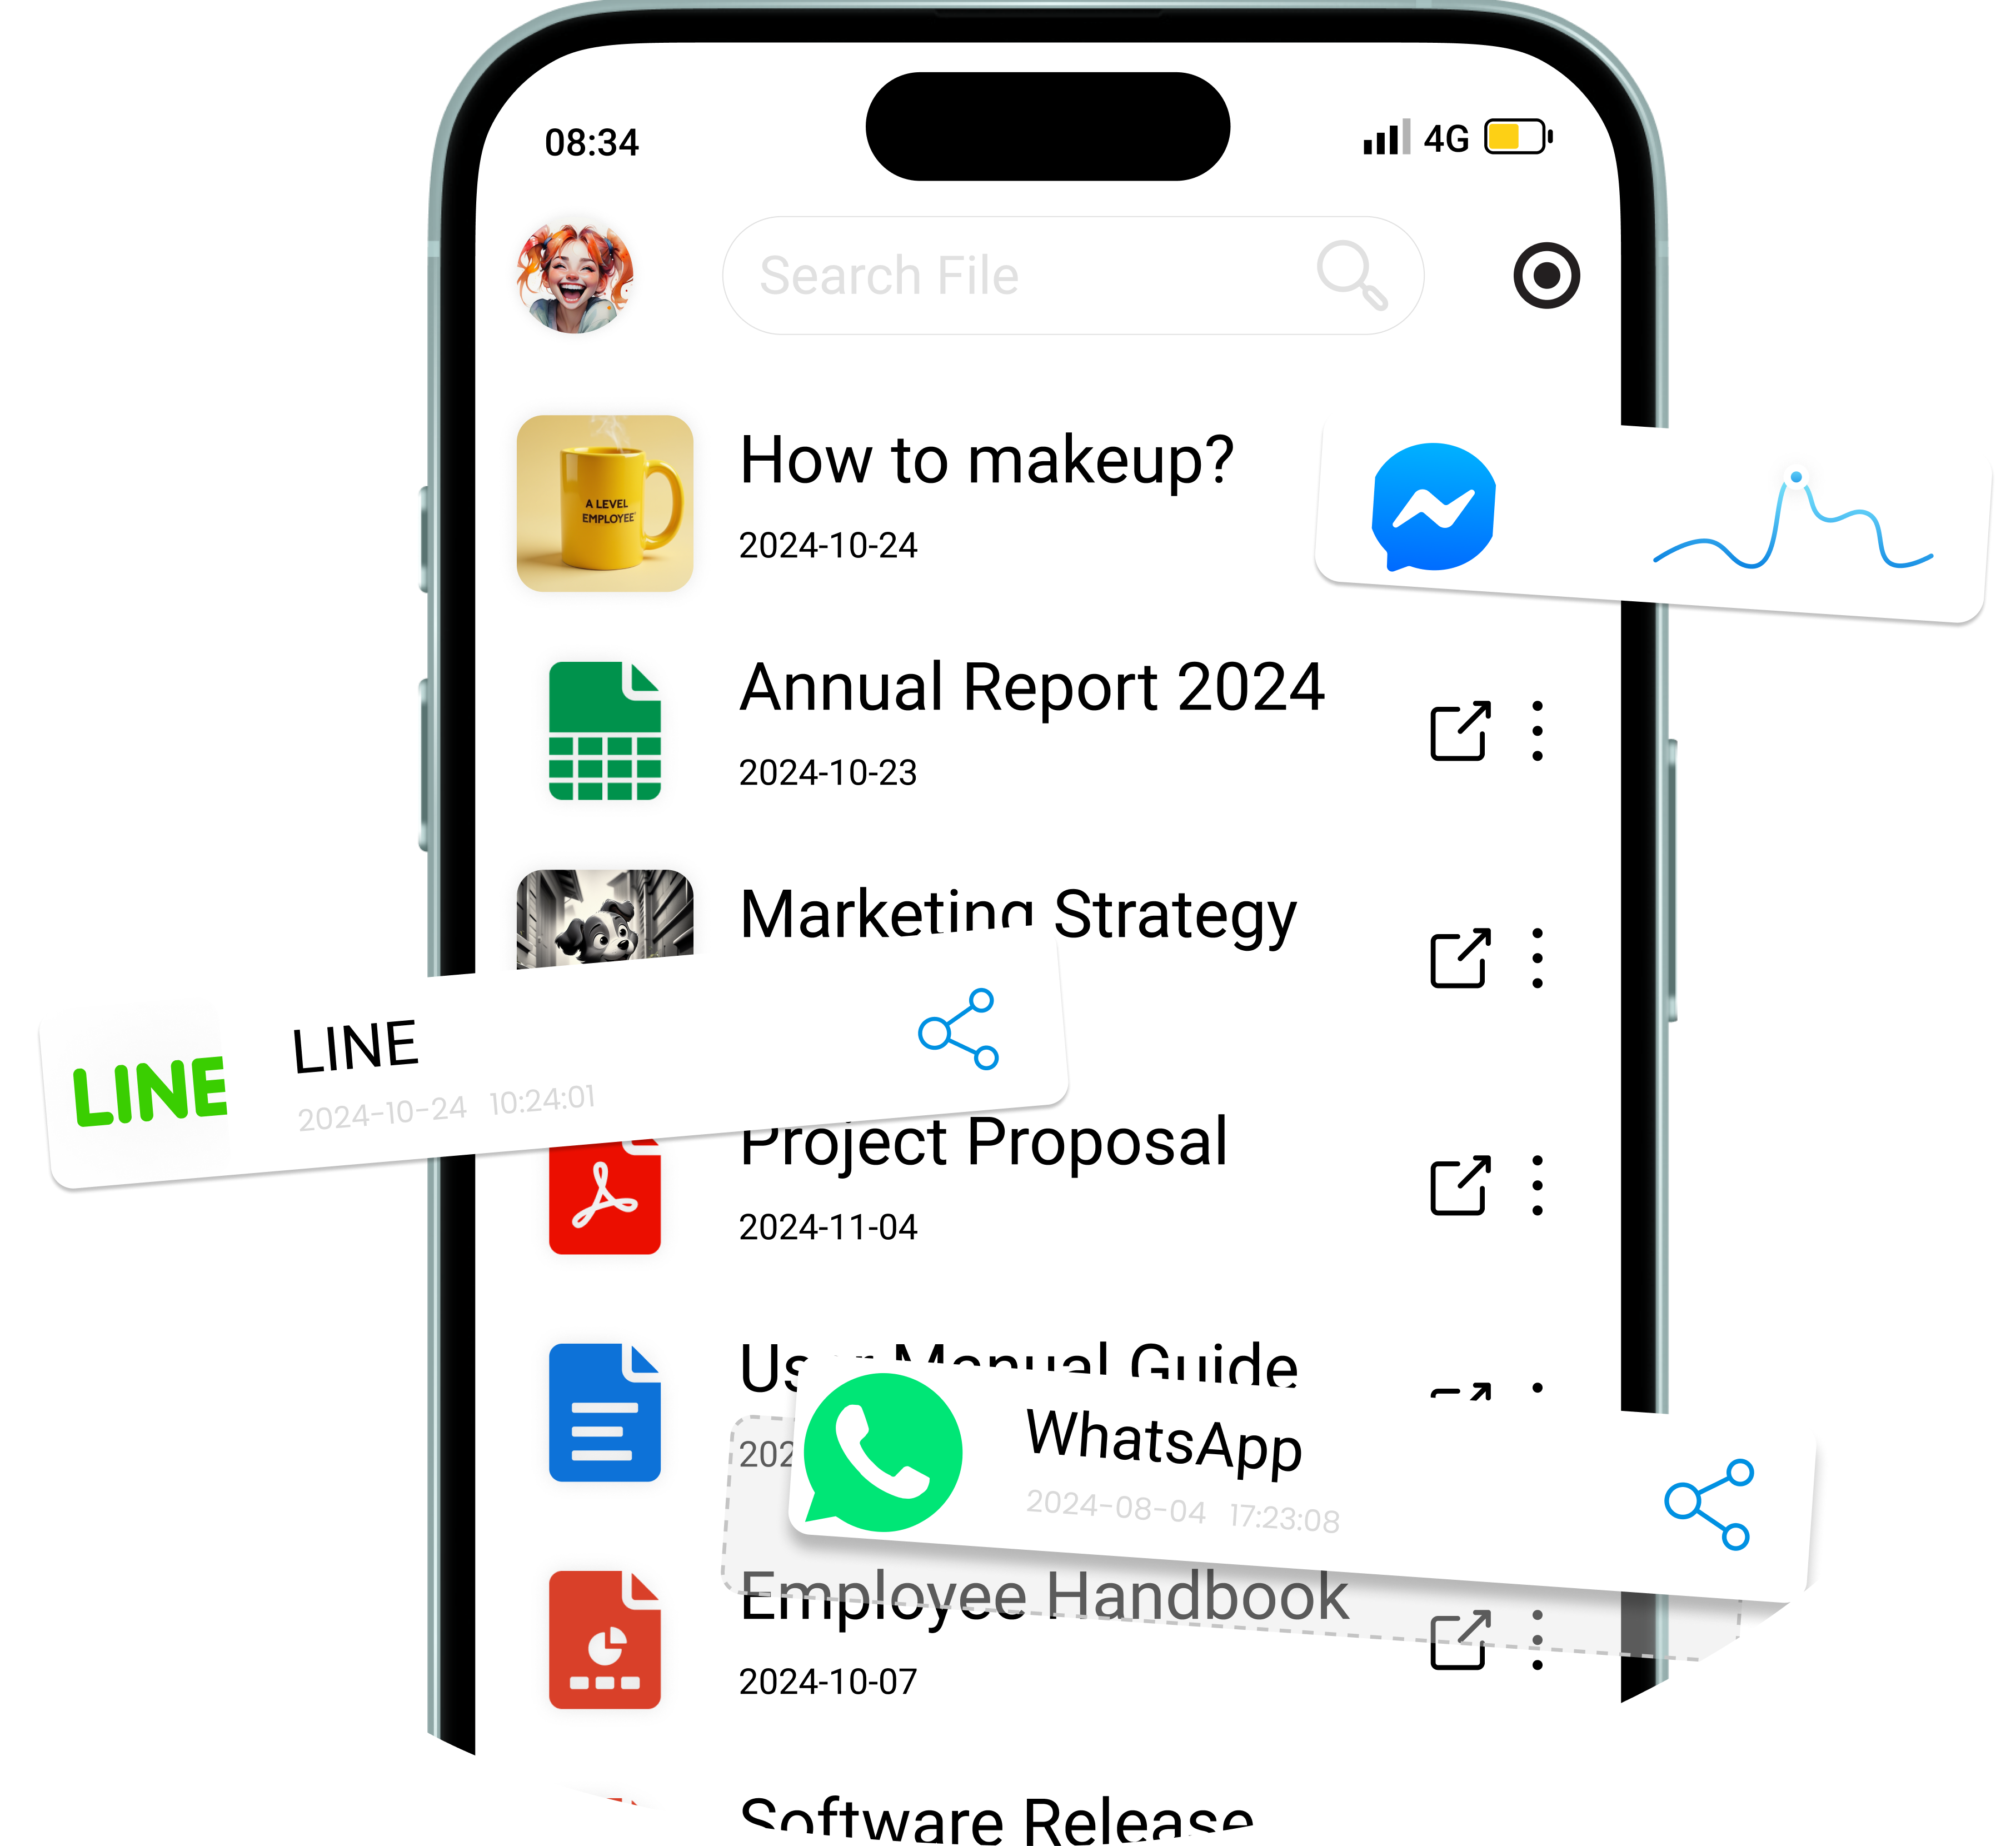 08:34
4G
Search File
How to makeup?
A LEVEL
EMPLOYEE
2024-10-24
Annual Report 2024
2024-10-23
Marketing Strategy
LINE
LINE
2024-10-24 10:24:01
Project Proposal
2024-11-04
User Manual Guide
202
WhatsApp
2024-08-04 17:23:08
Employee Handbook
2024-10-07
Software Release